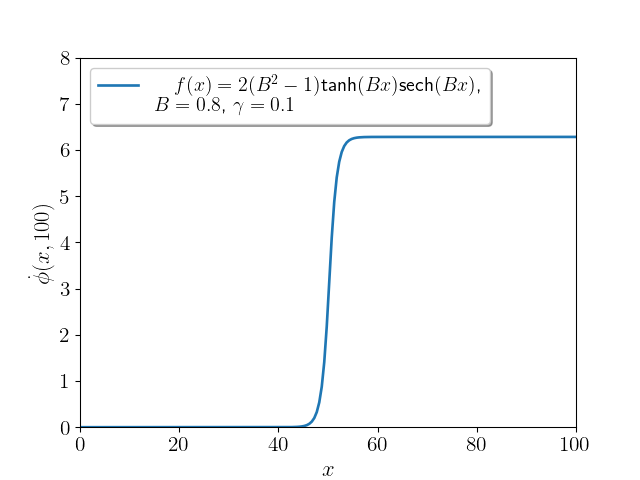 8
7
6
5
4
3
2
1
0
f(x) = 2(B² − 1)tanh(Bx)sech(Bx),
B = 0.8, γ = 0.1
ϕ̇(x, 100)
0 20 40 60 80 100
x